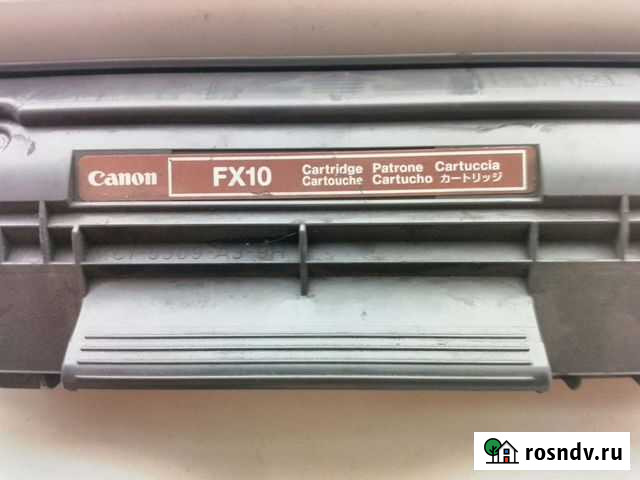 Canon
FX10
Cartridge Patrone Cartuccia
Cartouche Cartucho カートリッジ
rosndv.ru